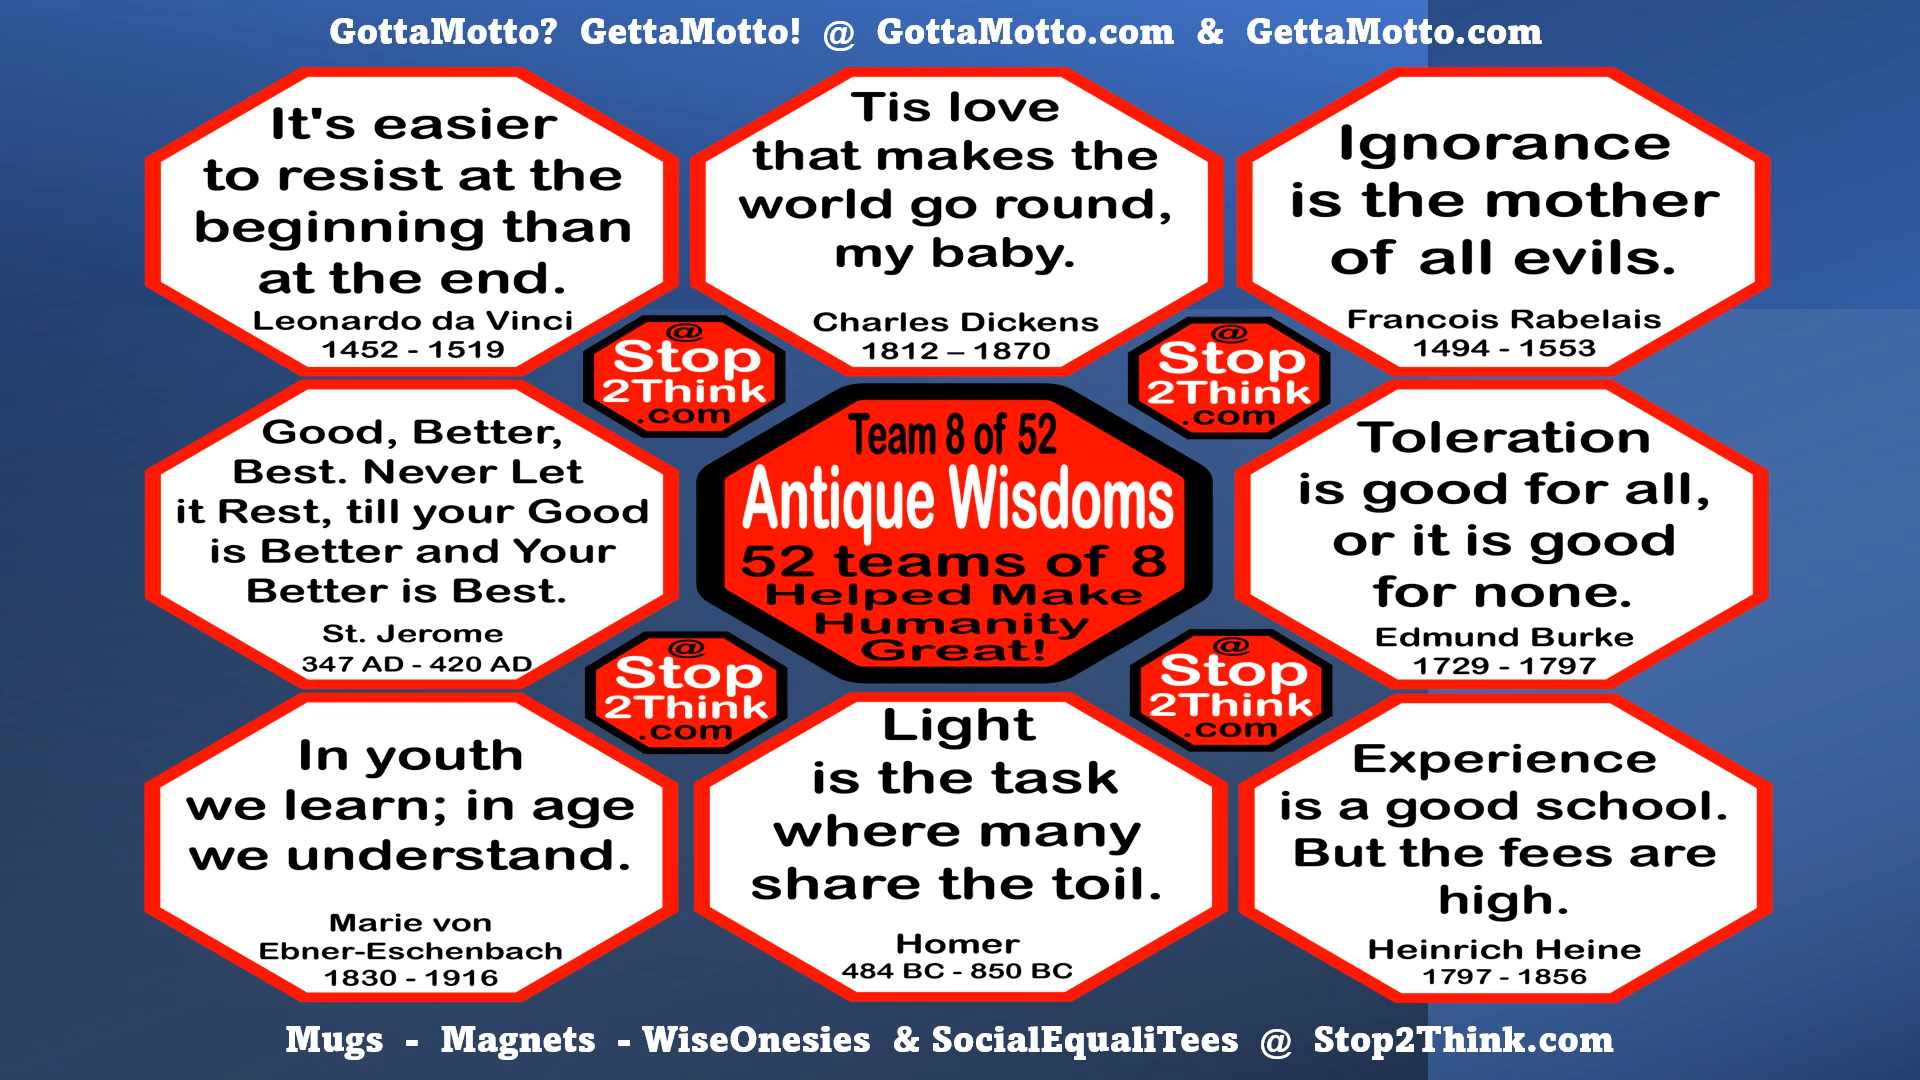 GottaMotto? GettaMotto! @ GottaMotto.com & GettaMotto.com
It's easier
to resist at the
beginning than
at the end.
Leonardo da Vinci
1452 - 1519
Tis love
that makes the
world go round,
my baby.
Charles Dickens
1812 – 1870
Ignorance
is the mother
of all evils.
Francois Rabelais
1494 - 1553
@
Stop
2Think
.com
@
Stop
2Think
.com
Good, Better,
Best. Never Let
it Rest, till your Good
is Better and Your
Better is Best.
St. Jerome
347 AD - 420 AD
Team 8 of 52
Antique Wisdoms
52 teams of 8
Helped Make
Humanity
Great!
Toleration
is good for all,
or it is good
for none.
Edmund Burke
1729 - 1797
@
Stop
2Think
.com
@
Stop
2Think
.com
In youth
we learn; in age
we understand.
Marie von
Ebner-Eschenbach
1830 - 1916
Light
is the task
where many
share the toil.
Homer
484 BC - 850 BC
Experience
is a good school.
But the fees are
high.
Heinrich Heine
1797 - 1856
Mugs - Magnets - WiseOnesies & SocialEqualiTees @ Stop2Think.com